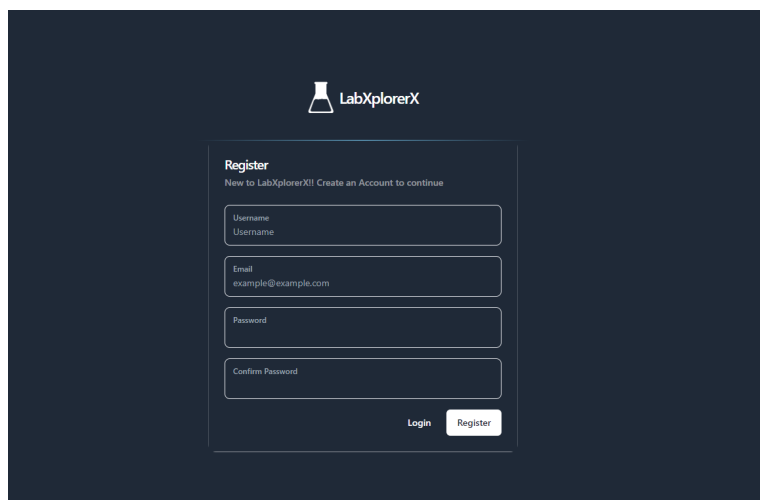 LabXplorerX
Register
New to LabXplorerX!! Create an Account to continue
Username
Username
Email
example@example.com
Password
Confirm Password
Login Register